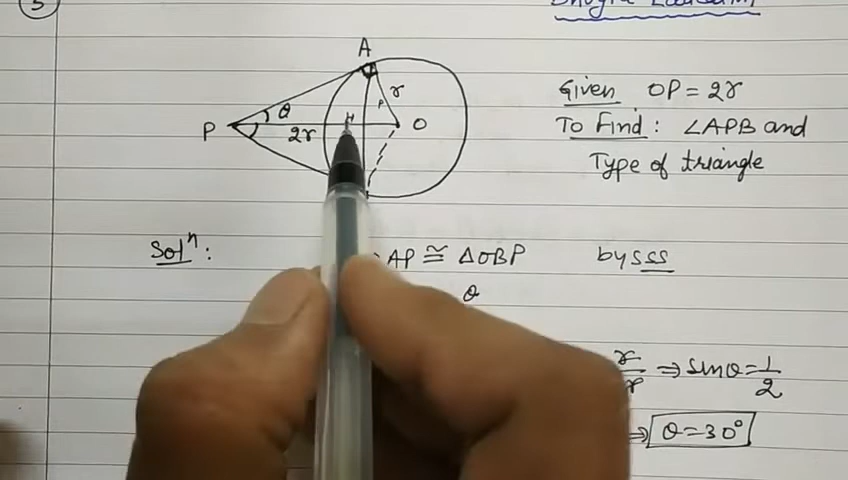 5
A
r
P θ
P 2r H O
Given OP = 2r
To Find : ∠APB and
Type of triangle
Solⁿ :
AP ≅ ΔOBP by SSS
θ
r ⇒ sinθ = 1/2
⇒ θ = 30°